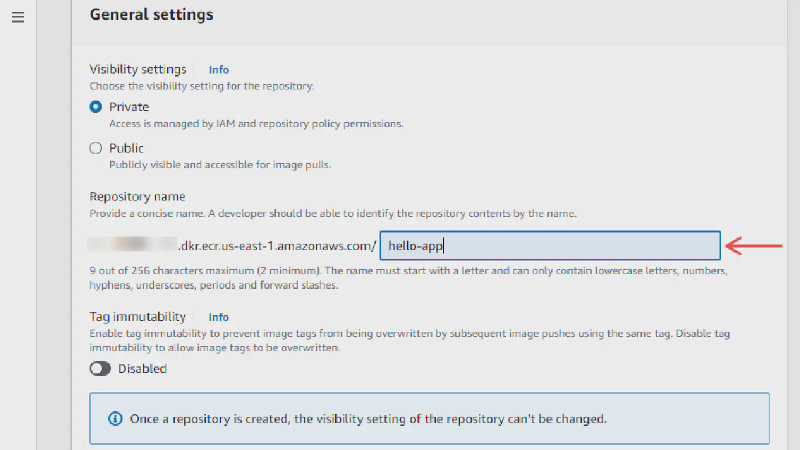 General settings
Visibility settings Info
Choose the visibility setting for the repository.
Private
Access is managed by IAM and repository policy permissions.
Public
Publicly visible and accessible for image pulls.
Repository name
Provide a concise name. A developer should be able to identify the repository contents by the name.
.dkr.ecr.us-east-1.amazonaws.com/ hello-app
9 out of 256 characters maximum (2 minimum). The name must start with a letter and can only contain lowercase letters, numbers,
hyphens, underscores, periods and forward slashes.
Tag immutability Info
Enable tag immutability to prevent image tags from being overwritten by subsequent image pushes using the same tag. Disable tag
immutability to allow image tags to be overwritten.
Disabled
Once a repository is created, the visibility setting of the repository can't be changed.